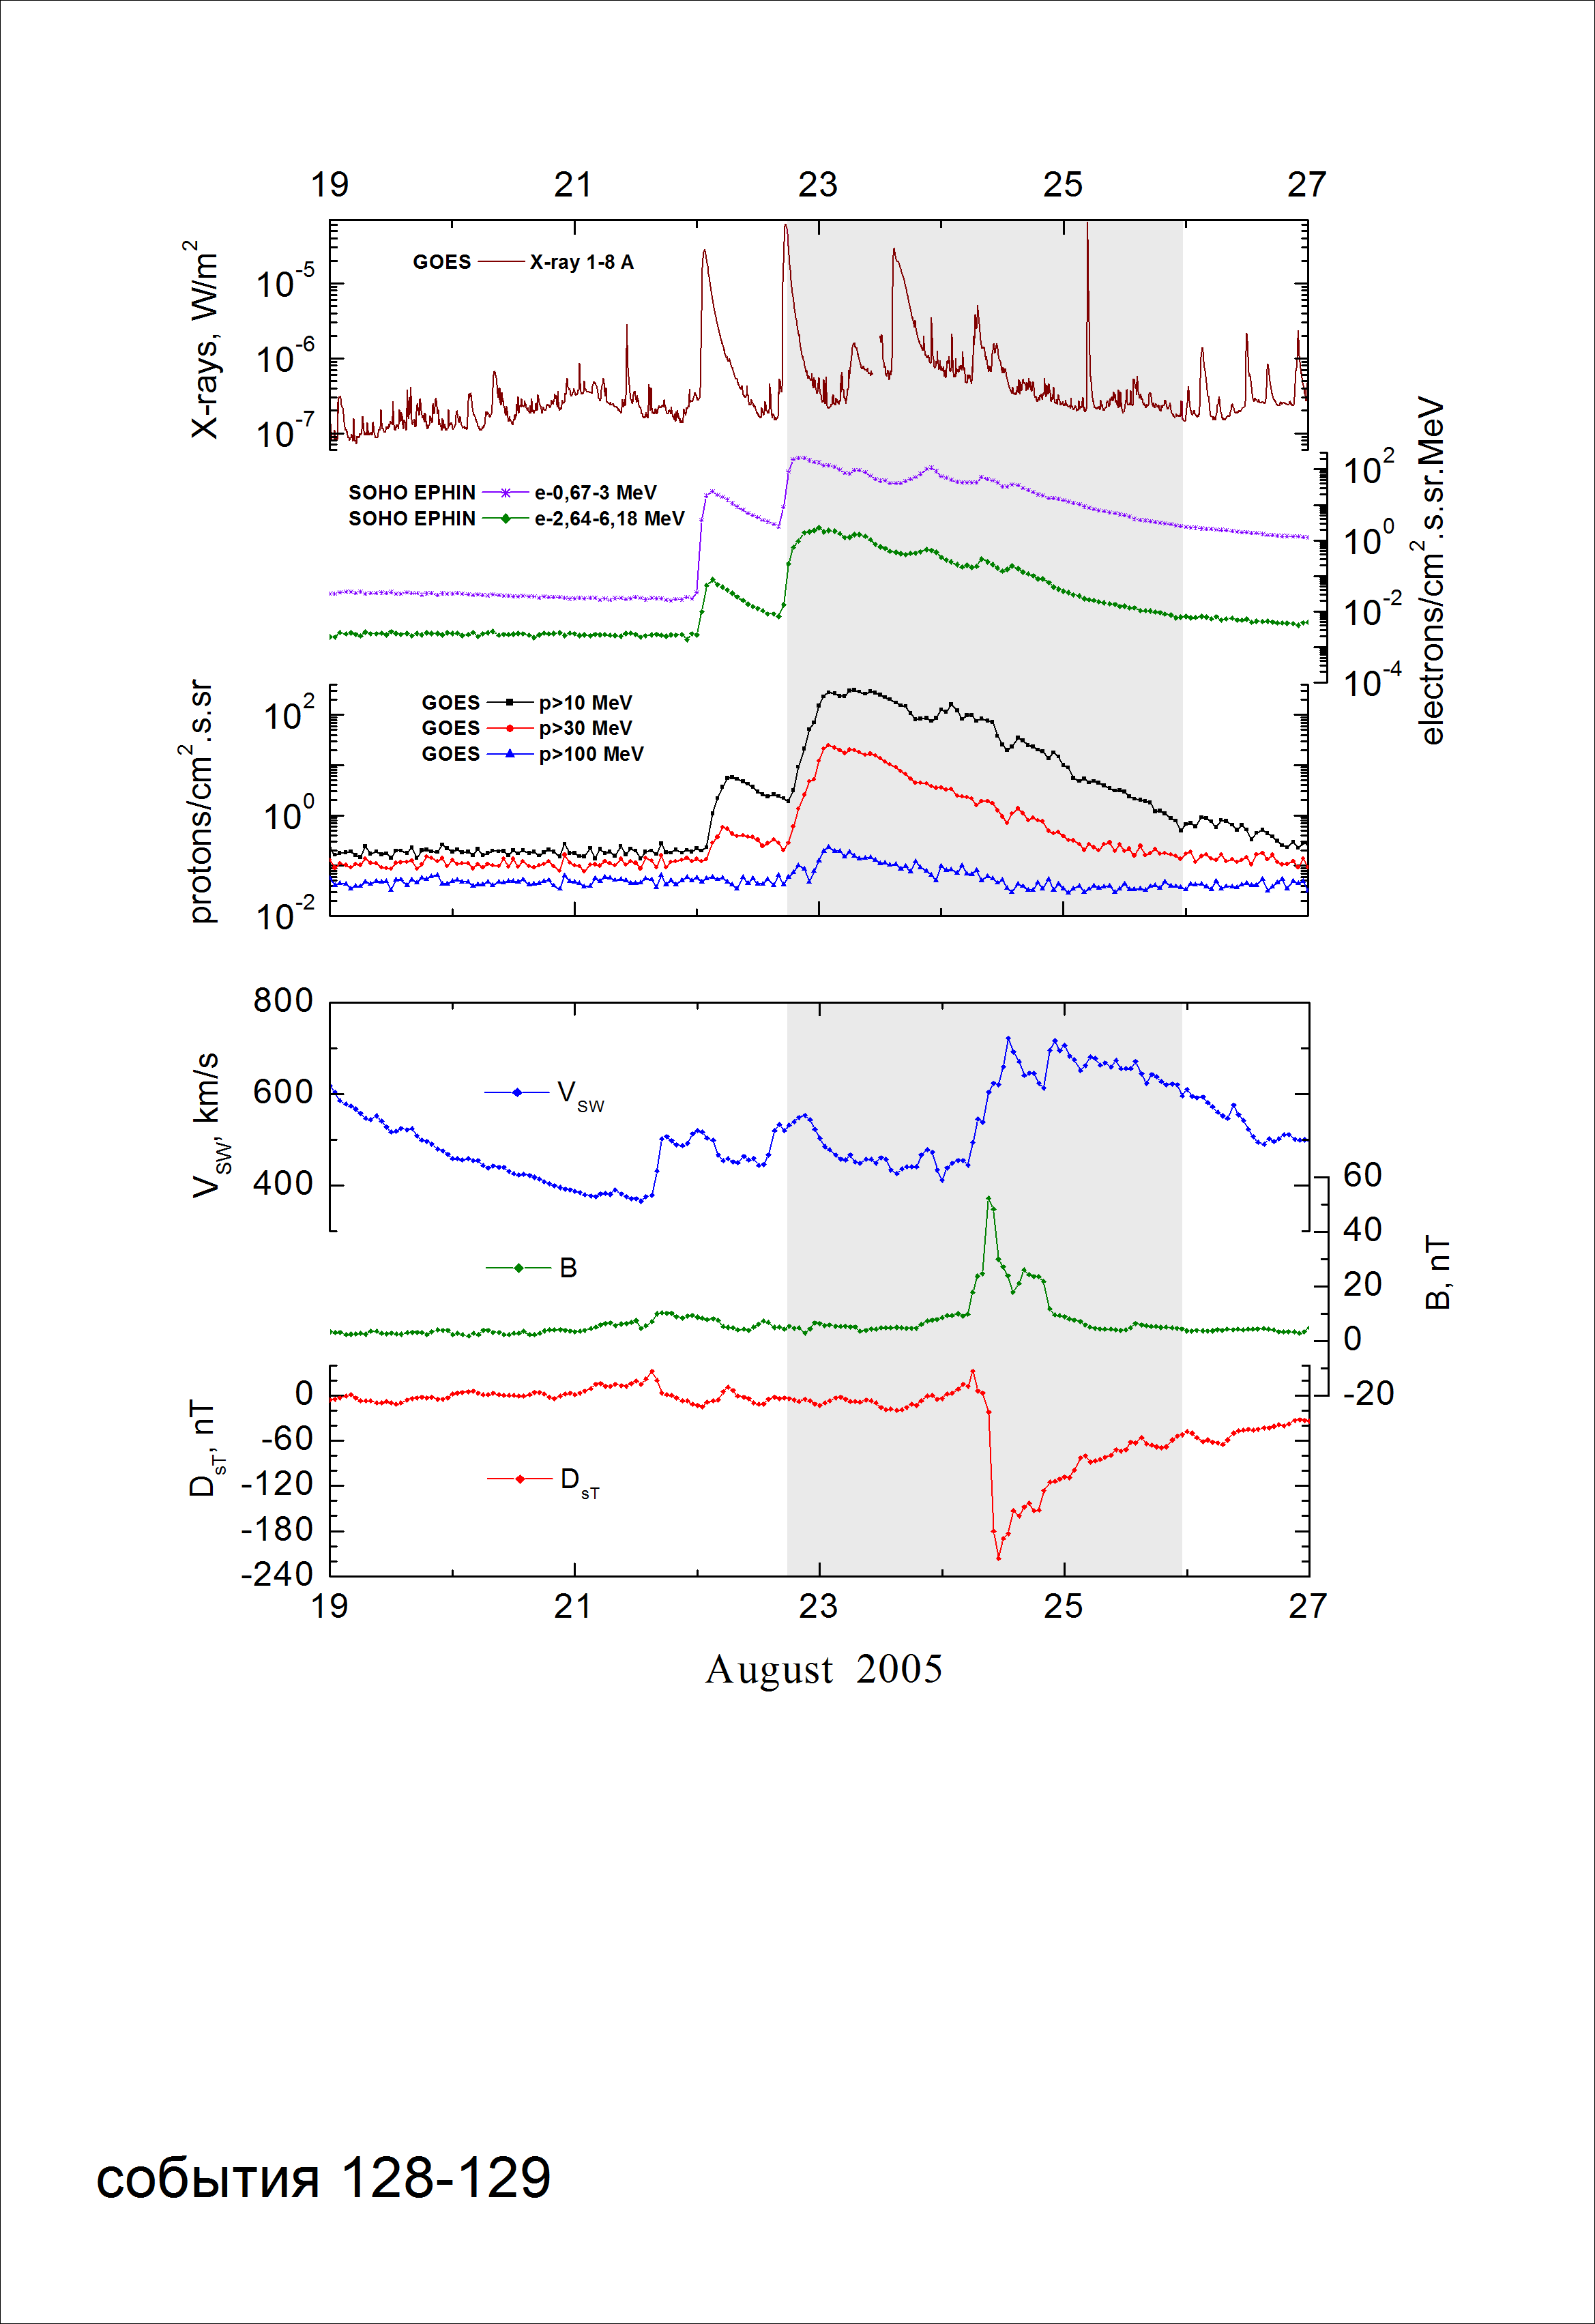 19 21 23 25 27
X-rays, W/m2
10-5
10-6
10-7
GOES X-ray 1-8 A
SOHO EPHIN e-0,67-3 MeV
SOHO EPHIN e-2,64-6,18 MeV
electrons/cm2.s.sr.MeV
102
100
10-2
10-4
protons/cm2.s.sr
102
100
10-2
GOES p>10 MeV
GOES p>30 MeV
GOES p>100 MeV
VSW, km/s
800
600
400
VSW
B, nT
60
40
20
0
-20
B
DsT, nT
0
-60
-120
-180
-240
DsT
19 21 23 25 27
August 2005
события 128-129